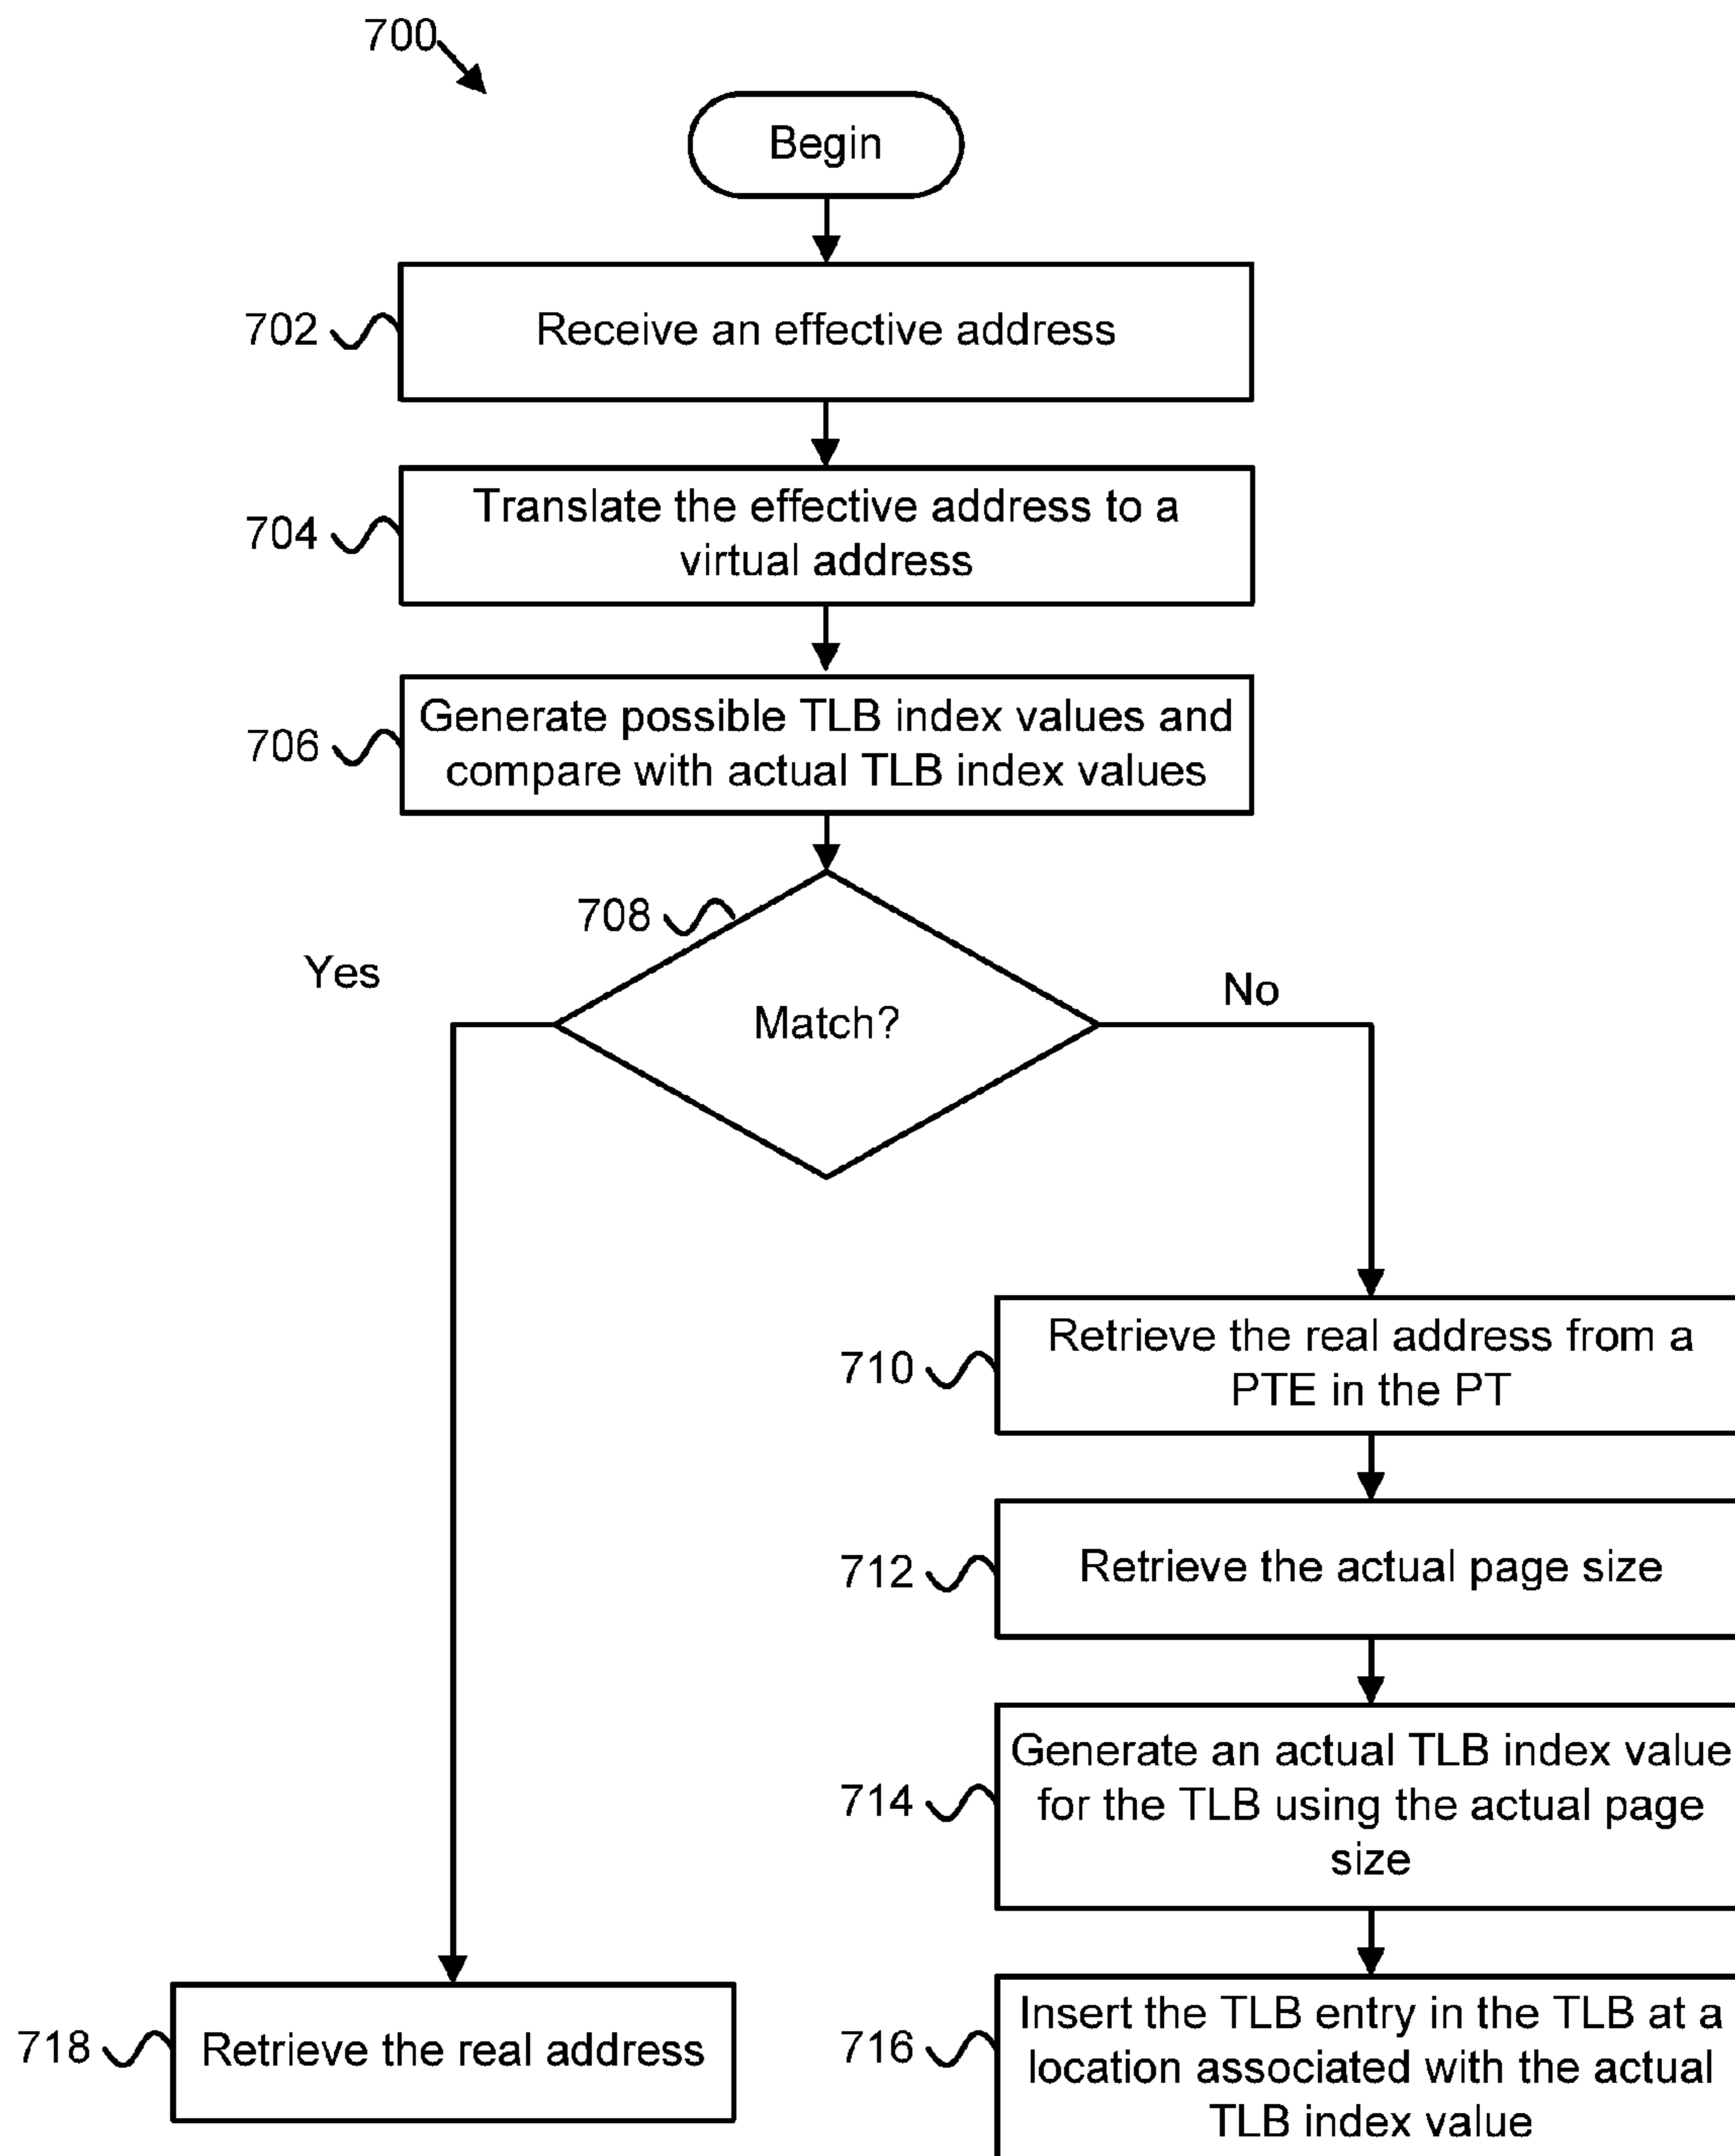 700
Begin
702
Receive an effective address
704
Translate the effective address to a
virtual address
706
Generate possible TLB index values and
compare with actual TLB index values
708
Yes
No
Match?
710
Retrieve the real address from a
PTE in the PT
712
Retrieve the actual page size
714
Generate an actual TLB index value
for the TLB using the actual page
size
718
Retrieve the real address
716
Insert the TLB entry in the TLB at a
location associated with the actual
TLB index value